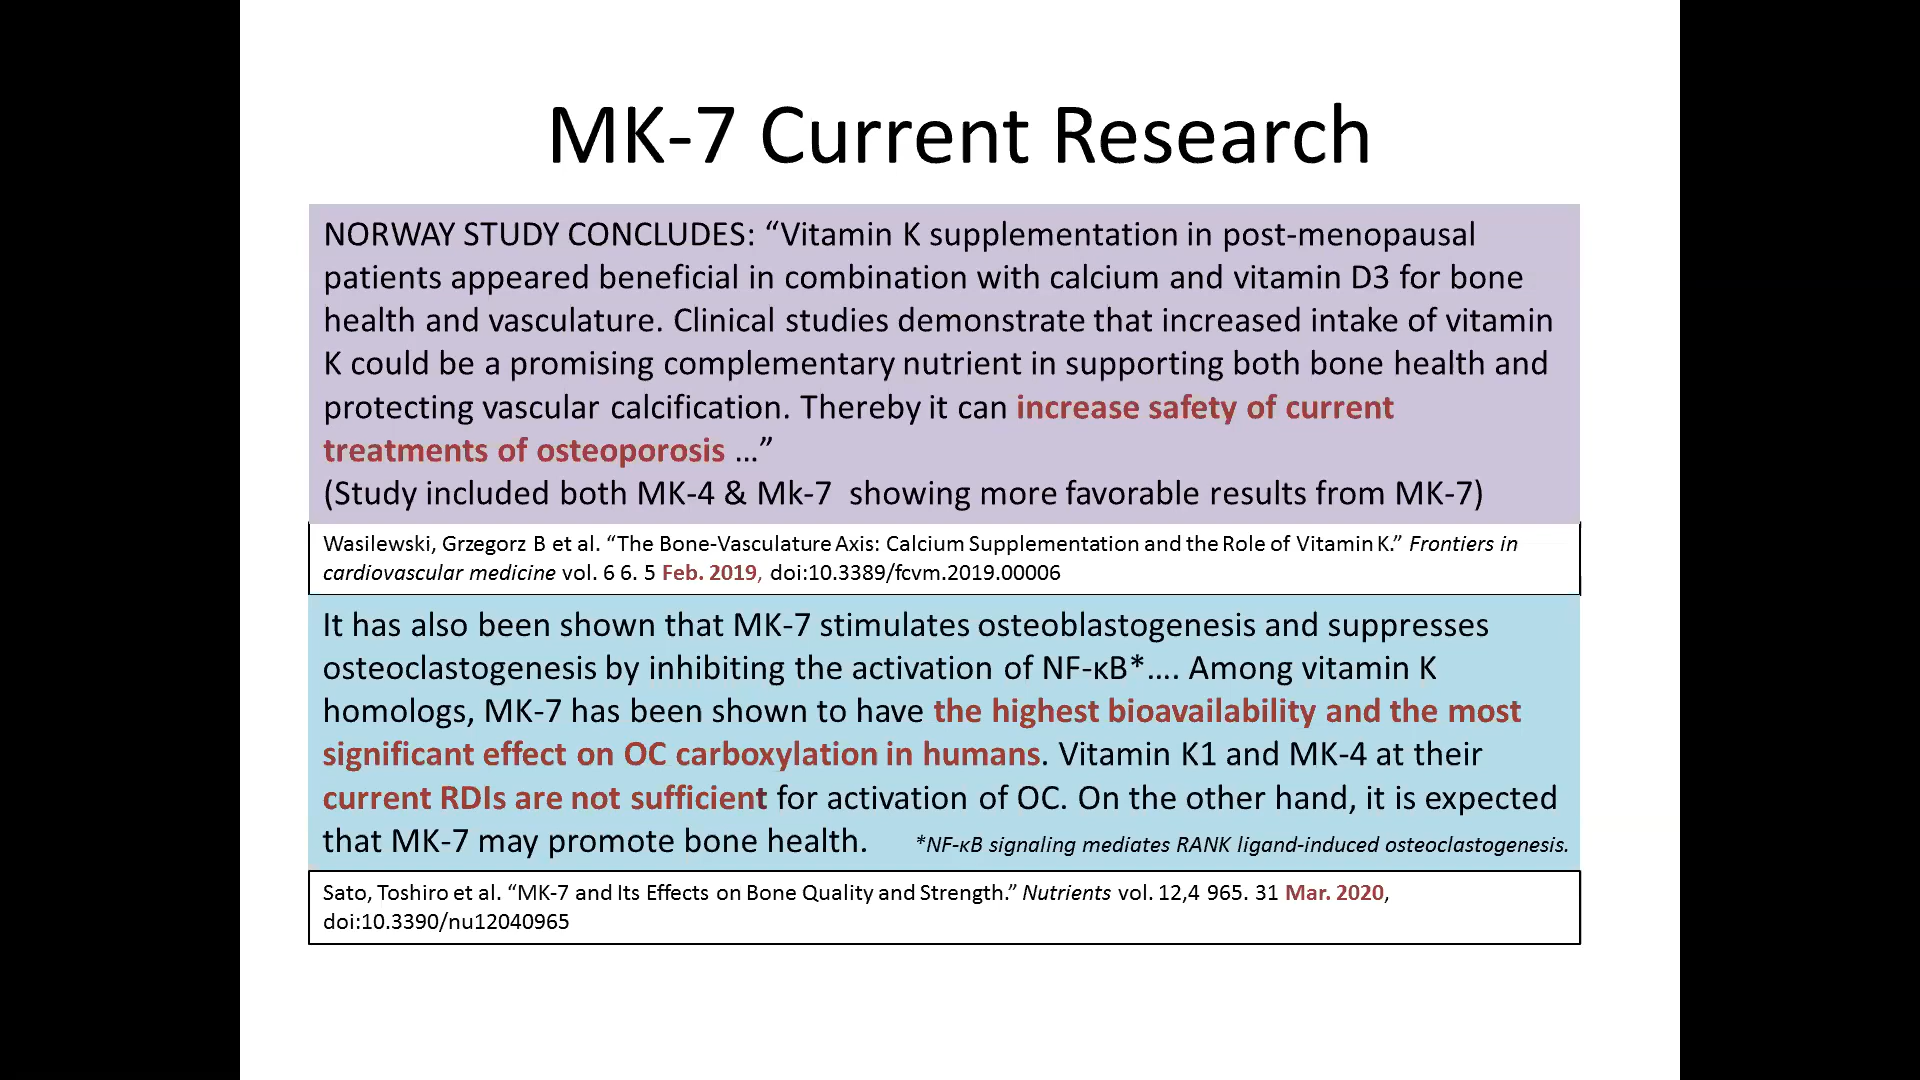 MK-7 Current Research
NORWAY STUDY CONCLUDES: “Vitamin K supplementation in post-menopausal
patients appeared beneficial in combination with calcium and vitamin D3 for bone
health and vasculature. Clinical studies demonstrate that increased intake of vitamin
K could be a promising complementary nutrient in supporting both bone health and
protecting vascular calcification. Thereby it can increase safety of current
treatments of osteoporosis …”
(Study included both MK-4 & Mk-7 showing more favorable results from MK-7)
Wasilewski, Grzegorz B et al. “The Bone-Vasculature Axis: Calcium Supplementation and the Role of Vitamin K.” Frontiers in
cardiovascular medicine vol. 6 6. 5 Feb. 2019, doi:10.3389/fcvm.2019.00006
It has also been shown that MK-7 stimulates osteoblastogenesis and suppresses
osteoclastogenesis by inhibiting the activation of NF-κB*…. Among vitamin K
homologs, MK-7 has been shown to have the highest bioavailability and the most
significant effect on OC carboxylation in humans. Vitamin K1 and MK-4 at their
current RDIs are not sufficient for activation of OC. On the other hand, it is expected
that MK-7 may promote bone health. *NF-κB signaling mediates RANK ligand-induced osteoclastogenesis.
Sato, Toshiro et al. “MK-7 and Its Effects on Bone Quality and Strength.” Nutrients vol. 12,4 965. 31 Mar. 2020,
doi:10.3390/nu12040965